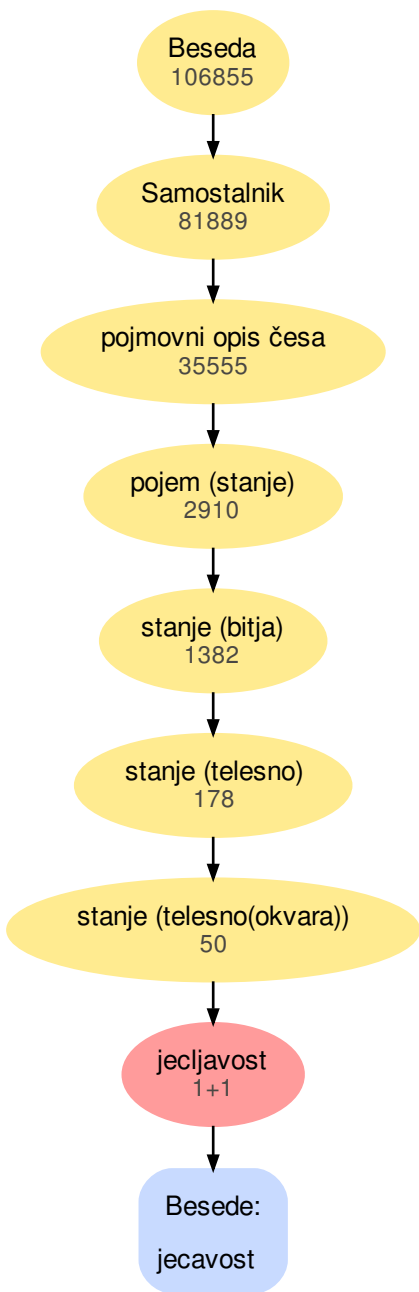 Beseda
106855
Samostalnik
81889
pojmovni opis česa
35555
pojem (stanje)
2910
stanje (bitja)
1382
stanje (telesno)
178
stanje (telesno(okvara))
50
jecljavost
1+1
Besede:
jecavost